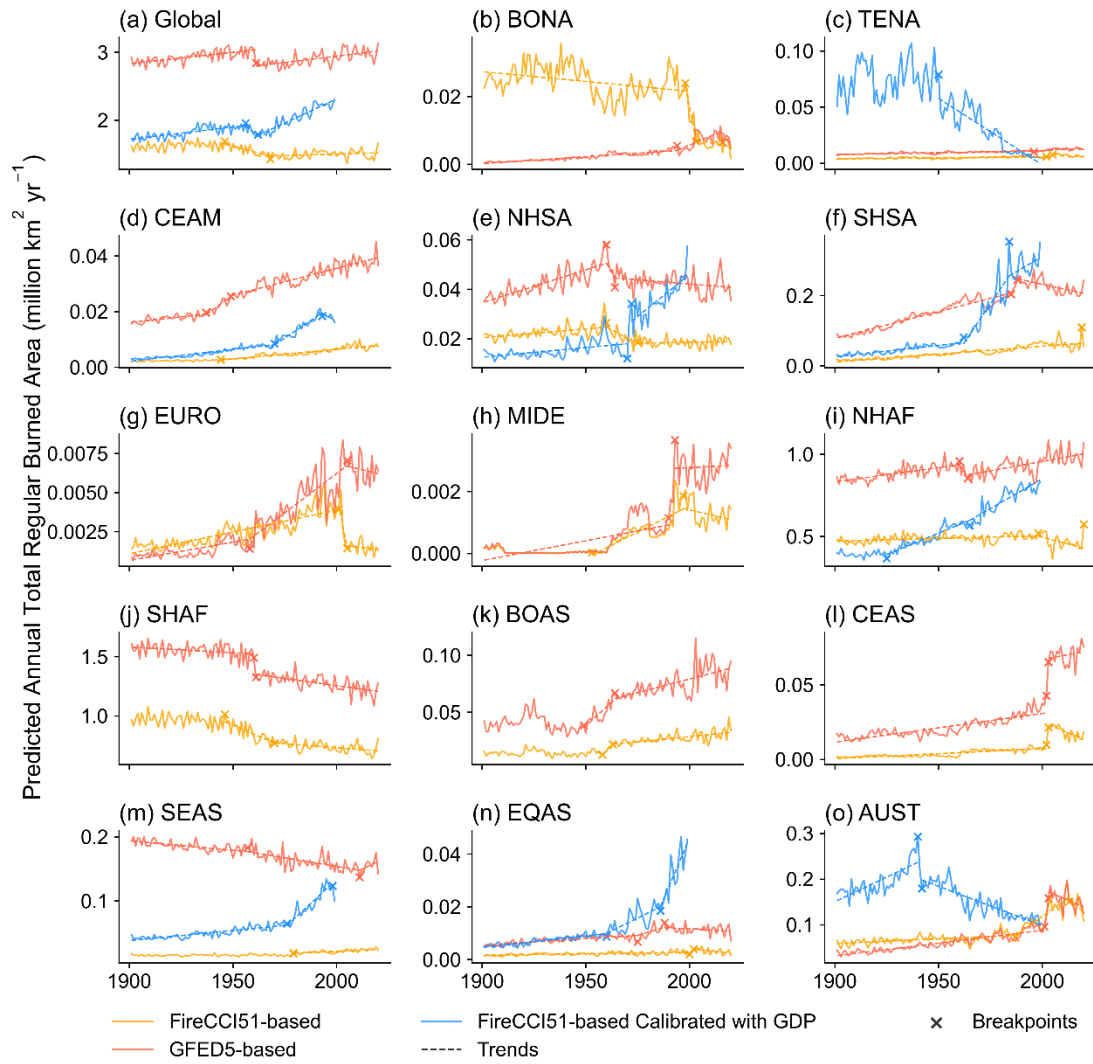 Predicted Annual Total Regular Burned Area (million km² yr⁻¹)
(a) Global
3
2
(b) BONA
0.02
0.00
(c) TENA
0.10
0.05
0.00
(d) CEAM
0.04
0.02
0.00
(e) NHSA
0.06
0.04
0.02
(f) SHSA
0.2
0.0
(g) EURO
0.0075
0.0050
0.0025
(h) MIDE
0.002
0.000
(i) NHAF
1.0
0.5
(j) SHAF
1.5
1.0
(k) BOAS
0.10
0.05
(l) CEAS
0.05
0.00
(m) SEAS
0.2
0.1
1900 1950 2000
(n) EQAS
0.04
0.02
0.00
1900 1950 2000
(o) AUST
0.3
0.2
0.1
1900 1950 2000
FireCCI51-based
GFED5-based
FireCCI51-based Calibrated with GDP
Trends
Breakpoints